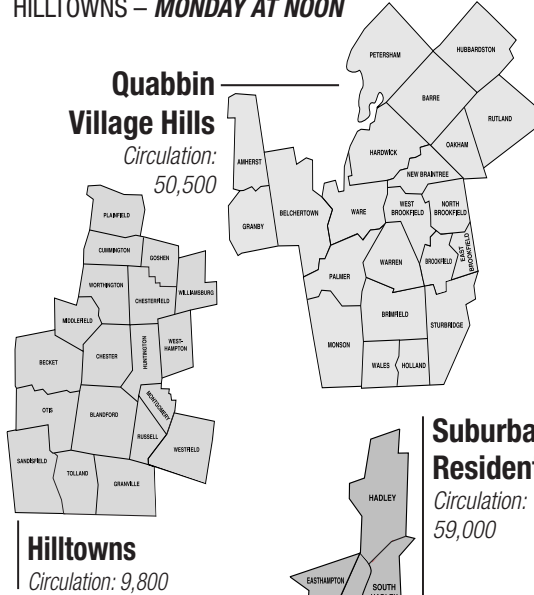 HILLTOWNS – MONDAY AT NOON
Quabbin
Village Hills
Circulation:
50,500
PETERSHAM
HUBBARDSTON
BARRE
RUTLAND
OAKHAM
HARDWICK
NEW BRAINTREE
AMHERST
GRANBY
BELCHERTOWN
WARE
WEST
BROOKFIELD
NORTH
BROOKFIELD
PALMER
WARREN
BROOKFIELD
EAST
BROOKFIELD
MONSON
BRIMFIELD
STURBRIDGE
WALES
HOLLAND
PLAINFIELD
CUMMINGTON
GOSHEN
WORTHINGTON
CHESTERFIELD
WILLIAMSBURG
MIDDLEFIELD
BECKET
CHESTER
HUNTINGTON
WEST-
HAMPTON
OTIS
BLANDFORD
MONTGOMERY
RUSSELL
WESTFIELD
SANDISFIELD
TOLLAND
GRANVILLE
Hilltowns
Circulation: 9,800
Suburba
Resident
Circulation:
59,000
HADLEY
EASTHAMPTON
SOUTH